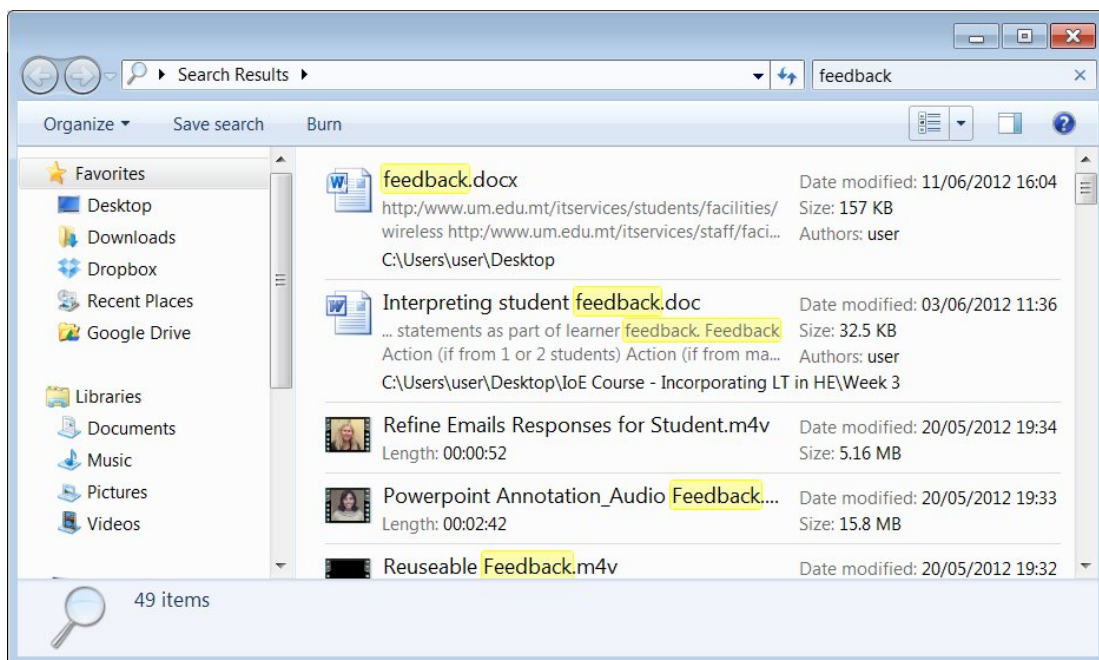 Search Results
feedback
Organize
Save search
Burn
Favorites
Desktop
Downloads
Dropbox
Recent Places
Google Drive
Libraries
Documents
Music
Pictures
Videos
feedback.docx
Date modified: 11/06/2012 16:04
http:/www.um.edu.mt/itservices/students/facilities/
Size: 157 KB
wireless http:/www.um.edu.mt/itservices/staff/faci...
Authors: user
C:\Users\user\Desktop
Interpreting student feedback.doc
Date modified: 03/06/2012 11:36
... statements as part of learner feedback. Feedback
Size: 32.5 KB
Action (if from 1 or 2 students) Action (if from ma...
Authors: user
C:\Users\user\Desktop\IoE Course - Incorporating LT in HE\Week 3
Refine Emails Responses for Student.m4v
Date modified: 20/05/2012 19:34
Length: 00:00:52
Size: 5.16 MB
Powerpoint Annotation_Audio Feedback....
Date modified: 20/05/2012 19:33
Length: 00:02:42
Size: 15.8 MB
Reuseable Feedback.m4v
Date modified: 20/05/2012 19:32
49 items